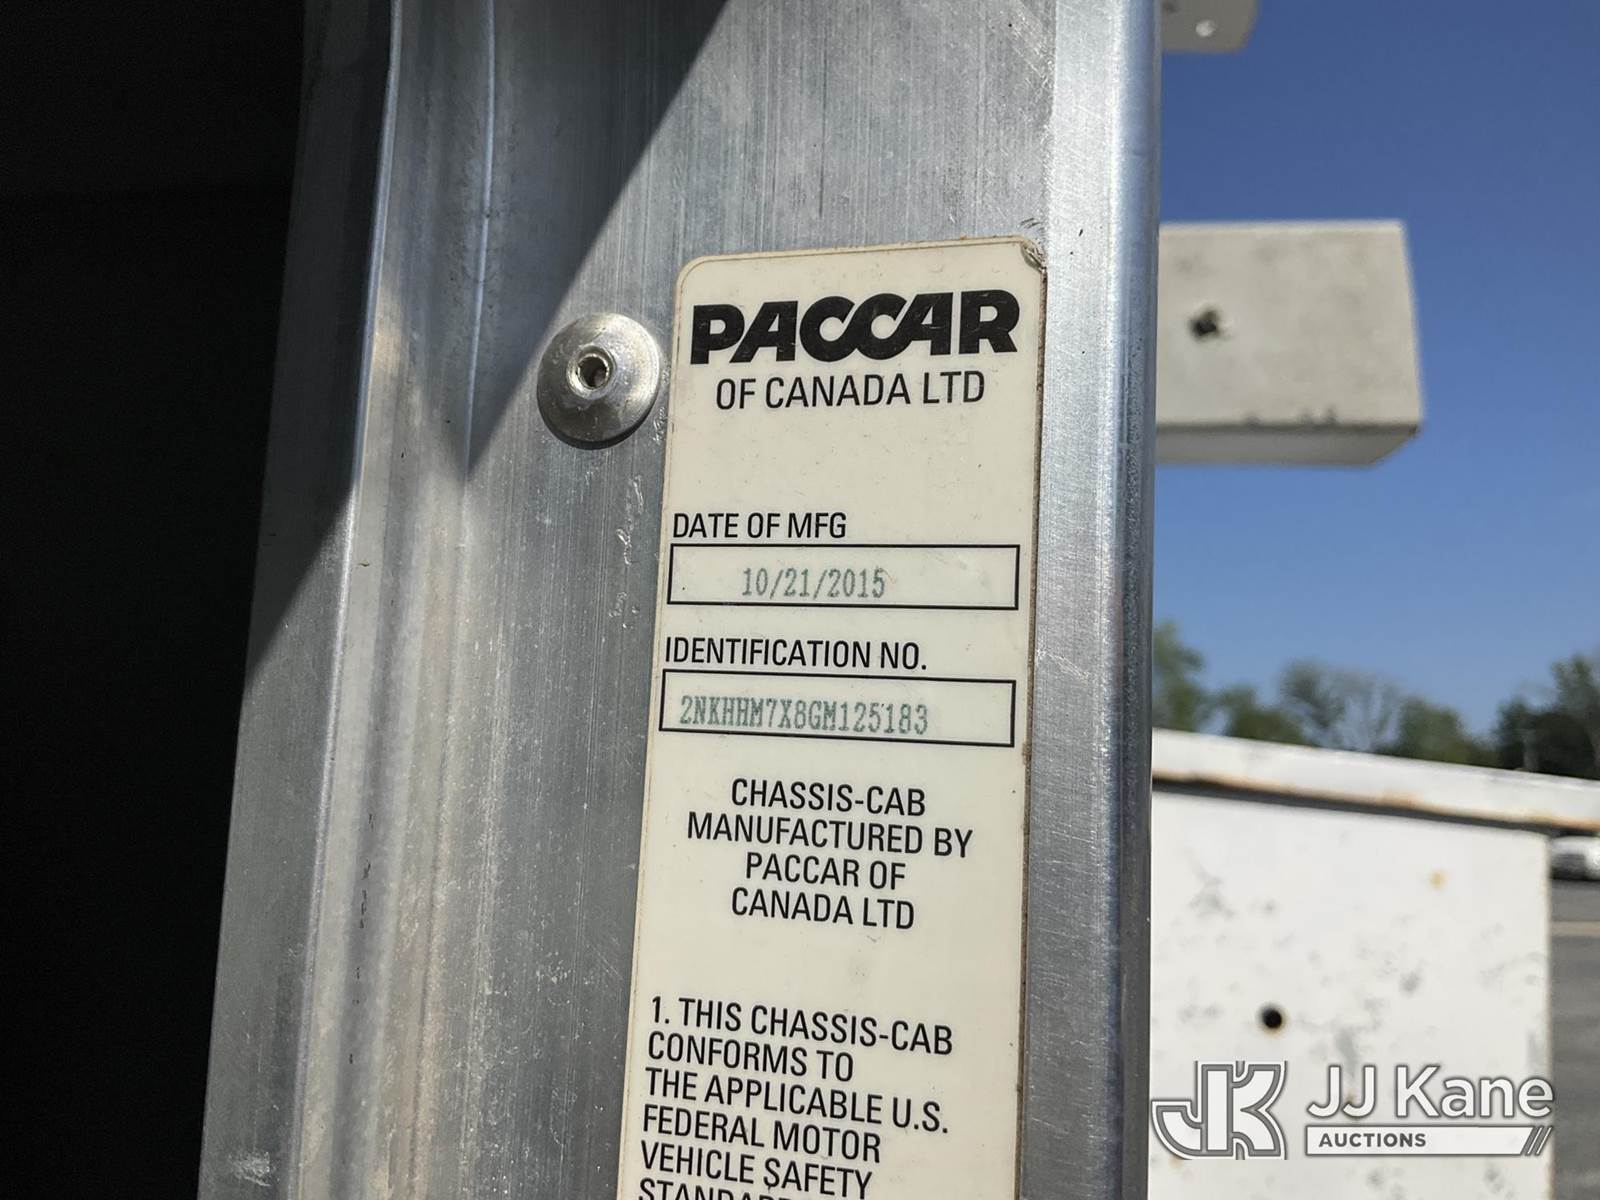 PACCAR
OF CANADA LTD
DATE OF MFG
10/21/2015
IDENTIFICATION NO.
2NKHHM7X8GM125183
CHASSIS-CAB
MANUFACTURED BY
PACCAR OF
CANADA LTD
1. THIS CHASSIS-CAB
CONFORMS TO
THE APPLICABLE U.S.
FEDERAL MOTOR
VEHICLE SAFETY
JK JJ Kane
AUCTIONS